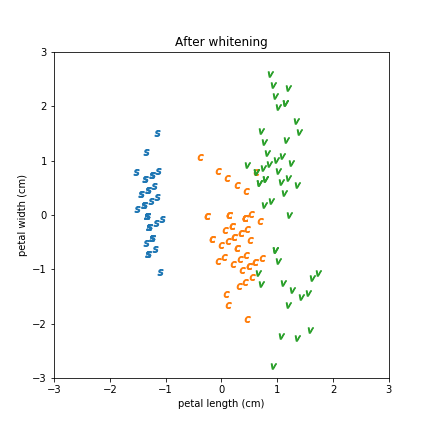 After whitening
petal width (cm)
3
2
1
0
−1
−2
−3
−3 −2 −1 0 1 2 3
petal length (cm)